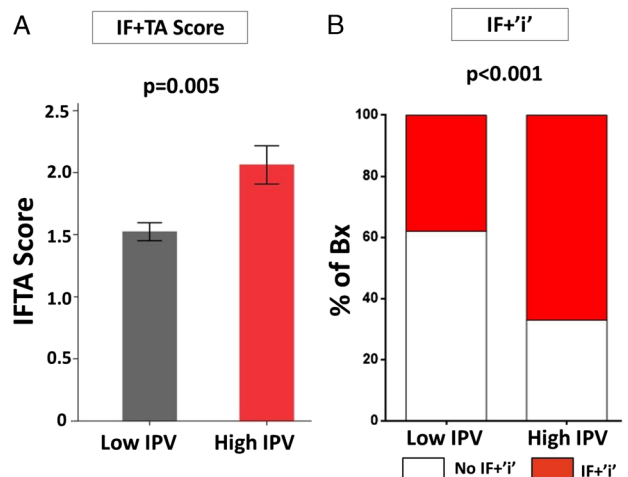 A
IF+TA Score
p=0.005
IFTA Score
2.5
2.0
1.5
1.0
0.5
0
Low IPV
High IPV
B
IF+'i'
p<0.001
% of Bx
100
80
60
40
20
0
Low IPV
High IPV
No IF+'i'
IF+'i'